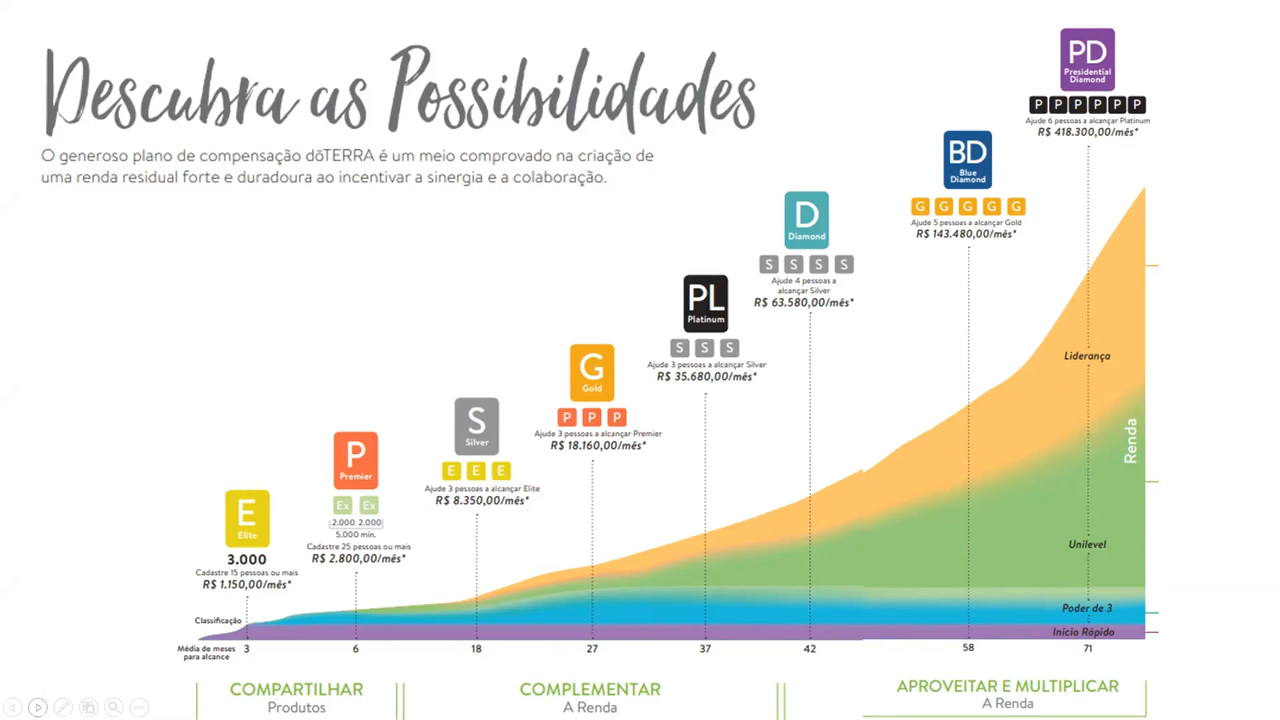 Descubra as Possibilidades
O generoso plano de compensação dōTERRA é um meio comprovado na criação de
uma renda residual forte e duradoura ao incentivar a sinergia e a colaboração.
PD
Presidential
Diamond
P P P P P P
Ajude 6 pessoas a alcançar Platinum
R$ 418.300,00/mês*
BD
Blue
Diamond
G G G G G
Ajude 5 pessoas a alcançar Gold
R$ 143.480,00/mês*
D
Diamond
S S S S
Ajude 4 pessoas a
alcançar Silver
R$ 63.580,00/mês*
PL
Platinum
S S S
Ajude 3 pessoas a alcançar Silver
R$ 35.680,00/mês*
G
Gold
P P P
Ajude 3 pessoas a alcançar Premier
R$ 18.160,00/mês*
S
Silver
E E E
Ajude 3 pessoas a alcançar Elite
R$ 8.350,00/mês*
P
Premier
Ex Ex
2.000 2.000
5.000 min.
Cadastre 25 pessoas ou mais
R$ 2.800,00/mês*
E
Elite
3.000
Cadastre 15 pessoas ou mais
R$ 1.150,00/mês*
Liderança
Renda
Unilevel
Poder de 3
Início Rápido
Classificação
Média de meses
para alcance
3 6 18 27 37 42 58 71
COMPARTILHAR
Produtos
COMPLEMENTAR
A Renda
APROVEITAR E MULTIPLICAR
A Renda